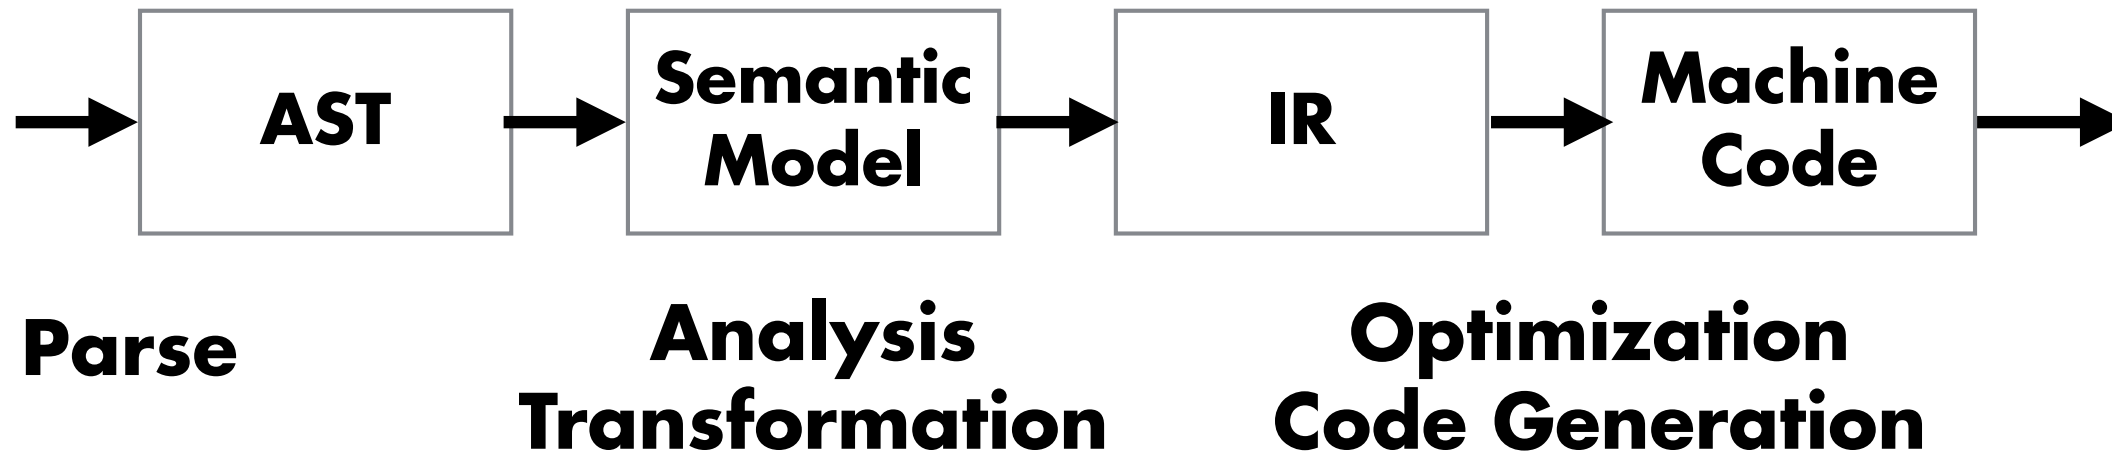 AST
Semantic
Model
IR
Machine
Code
Parse
Analysis
Transformation
Optimization
Code Generation